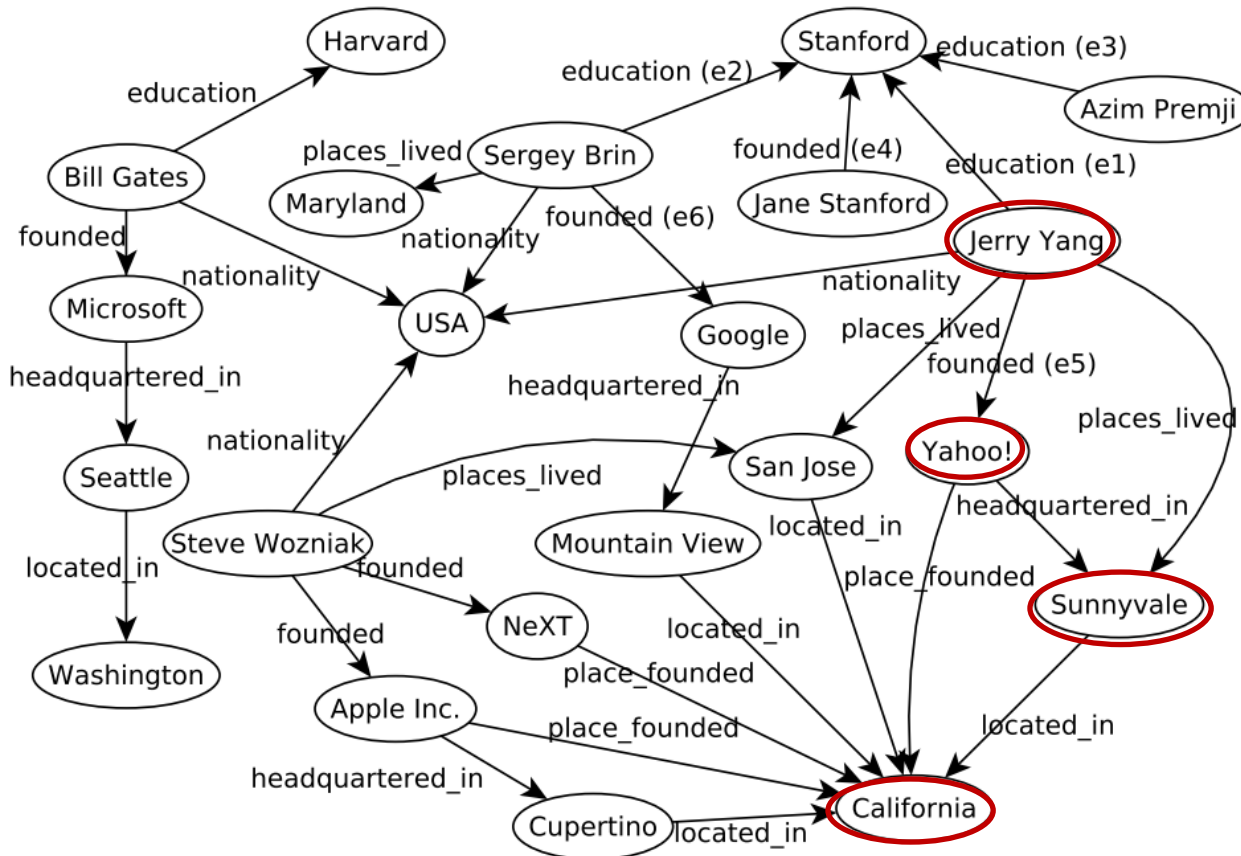 Harvard
Stanford
education (e3)
education (e2)
education
Azim Premji
places_lived
Sergey Brin
founded (e4)
education (e1)
Bill Gates
Maryland
Jane Stanford
founded
founded (e6)
nationality
Jerry Yang
nationality
nationality
Microsoft
USA
Google
places_lived
founded (e5)
headquartered_in
headquartered_in
places_lived
nationality
Yahoo!
San Jose
Seattle
places_lived
headquartered_in
located_in
Steve Wozniak
Mountain View
located_in
founded
place_founded
Sunnyvale
NeXT
founded
located_in
Washington
place_founded
Apple Inc.
place_founded
located_in
headquartered_in
California
Cupertino
located_in